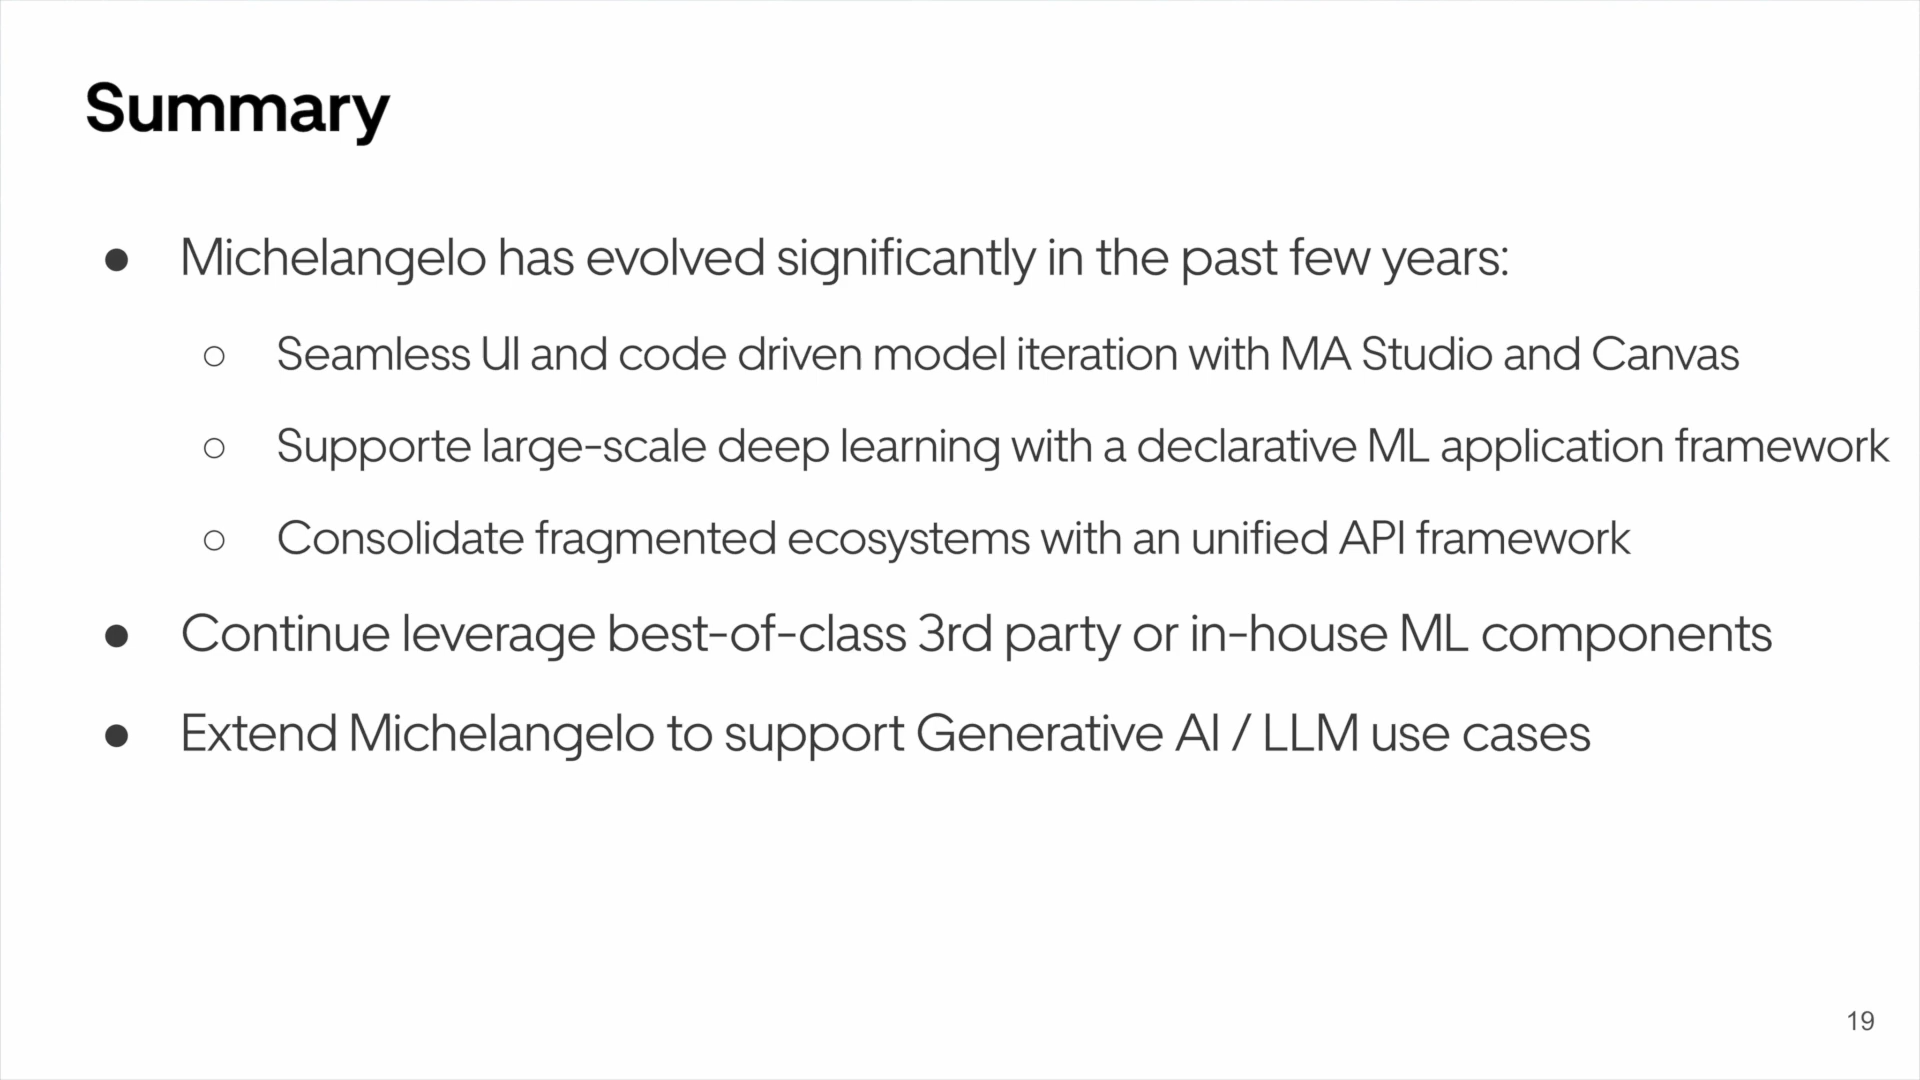 Summary
● Michelangelo has evolved significantly in the past few years:
○ Seamless UI and code driven model iteration with MA Studio and Canvas
○ Supporte large-scale deep learning with a declarative ML application framework
○ Consolidate fragmented ecosystems with an unified API framework
● Continue leverage best-of-class 3rd party or in-house ML components
● Extend Michelangelo to support Generative AI / LLM use cases
19